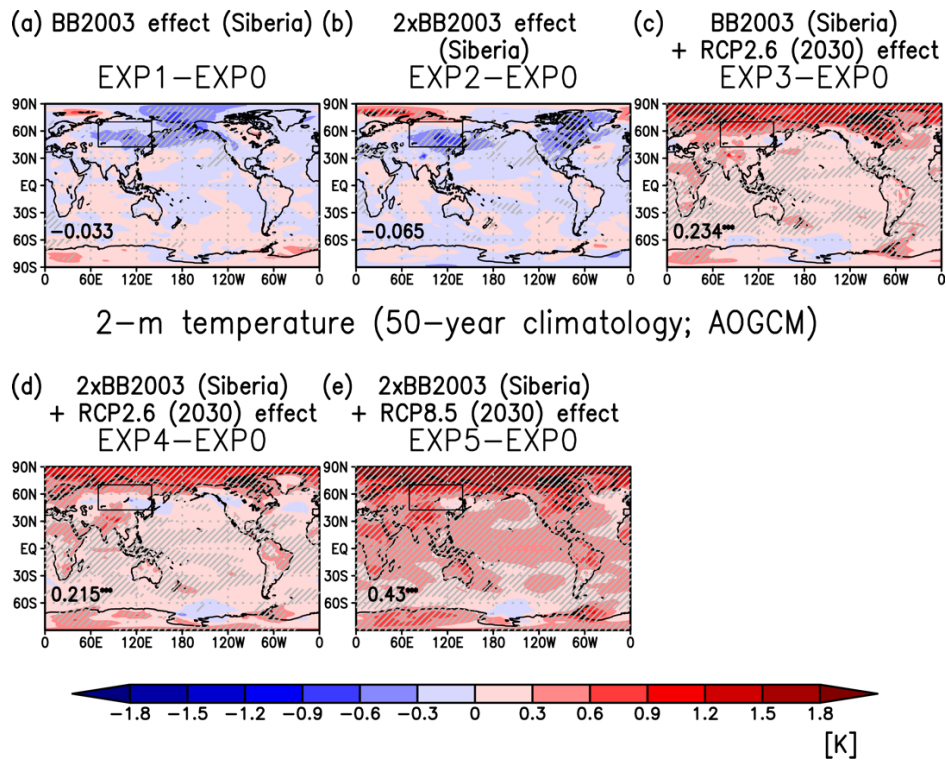 (a) BB2003 effect (Siberia)
EXP1−EXP0
(b) 2xBB2003 effect
(Siberia)
EXP2−EXP0
(c) BB2003 (Siberia)
+ RCP2.6 (2030) effect
EXP3−EXP0
90N
60N
30N
EQ
30S
60S
90S
−0.033
0 60E 120E 180 120W 60W 0
90N
60N
30N
EQ
30S
60S
−0.065
0 60E 120E 180 120W 60W 0
90N
60N
30N
EQ
30S
60S
0.234***
0 60E 120E 180 120W 60W 0
2−m temperature (50−year climatology; AOGCM)
(d) 2xBB2003 (Siberia)
+ RCP2.6 (2030) effect
EXP4−EXP0
(e) 2xBB2003 (Siberia)
+ RCP8.5 (2030) effect
EXP5−EXP0
90N
60N
30N
EQ
30S
60S
0.215***
0 60E 120E 180 120W 60W 0
90N
60N
30N
EQ
30S
60S
0.43***
0 60E 120E 180 120W 60W 0
−1.8 −1.5 −1.2 −0.9 −0.6 −0.3 0 0.3 0.6 0.9 1.2 1.5 1.8
[K]